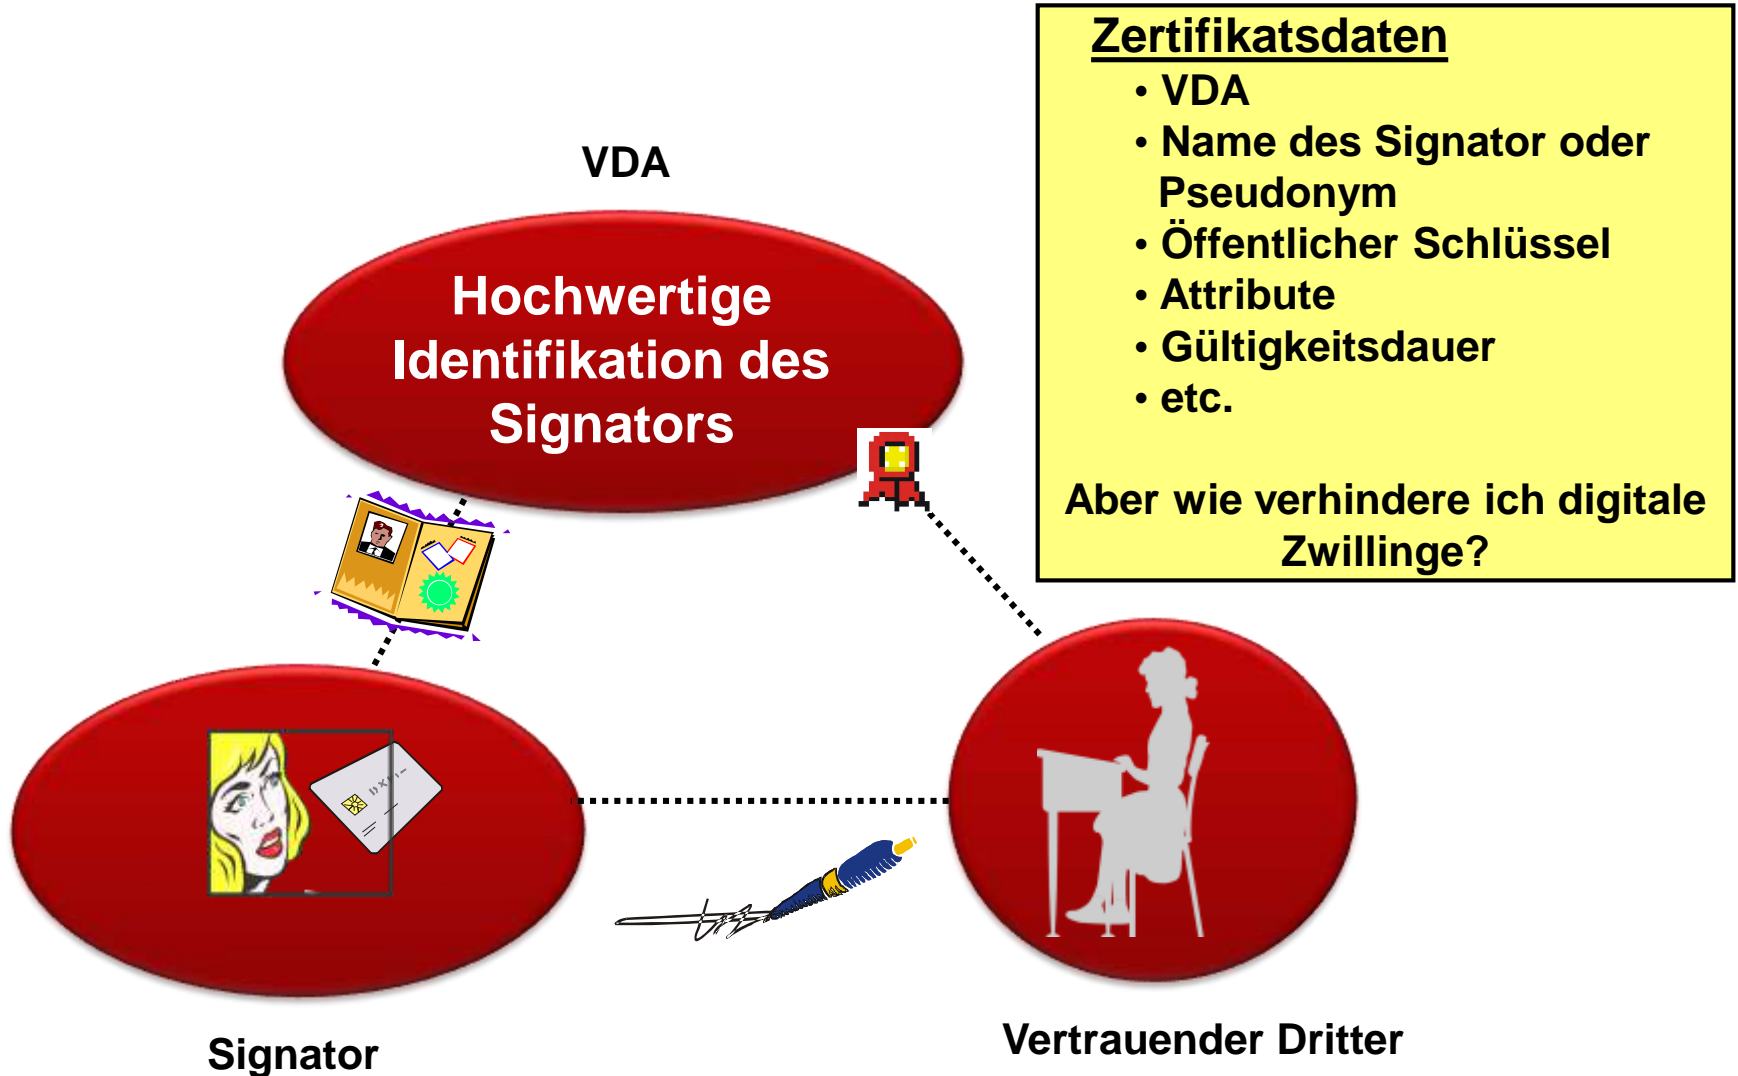 Zertifikatsdaten
• VDA
• Name des Signator oder
Pseudonym
• Öffentlicher Schlüssel
• Attribute
• Gültigkeitsdauer
• etc.
Aber wie verhindere ich digitale
Zwillinge?
VDA
Hochwertige
Identifikation des
Signators
Signator
Vertrauender Dritter